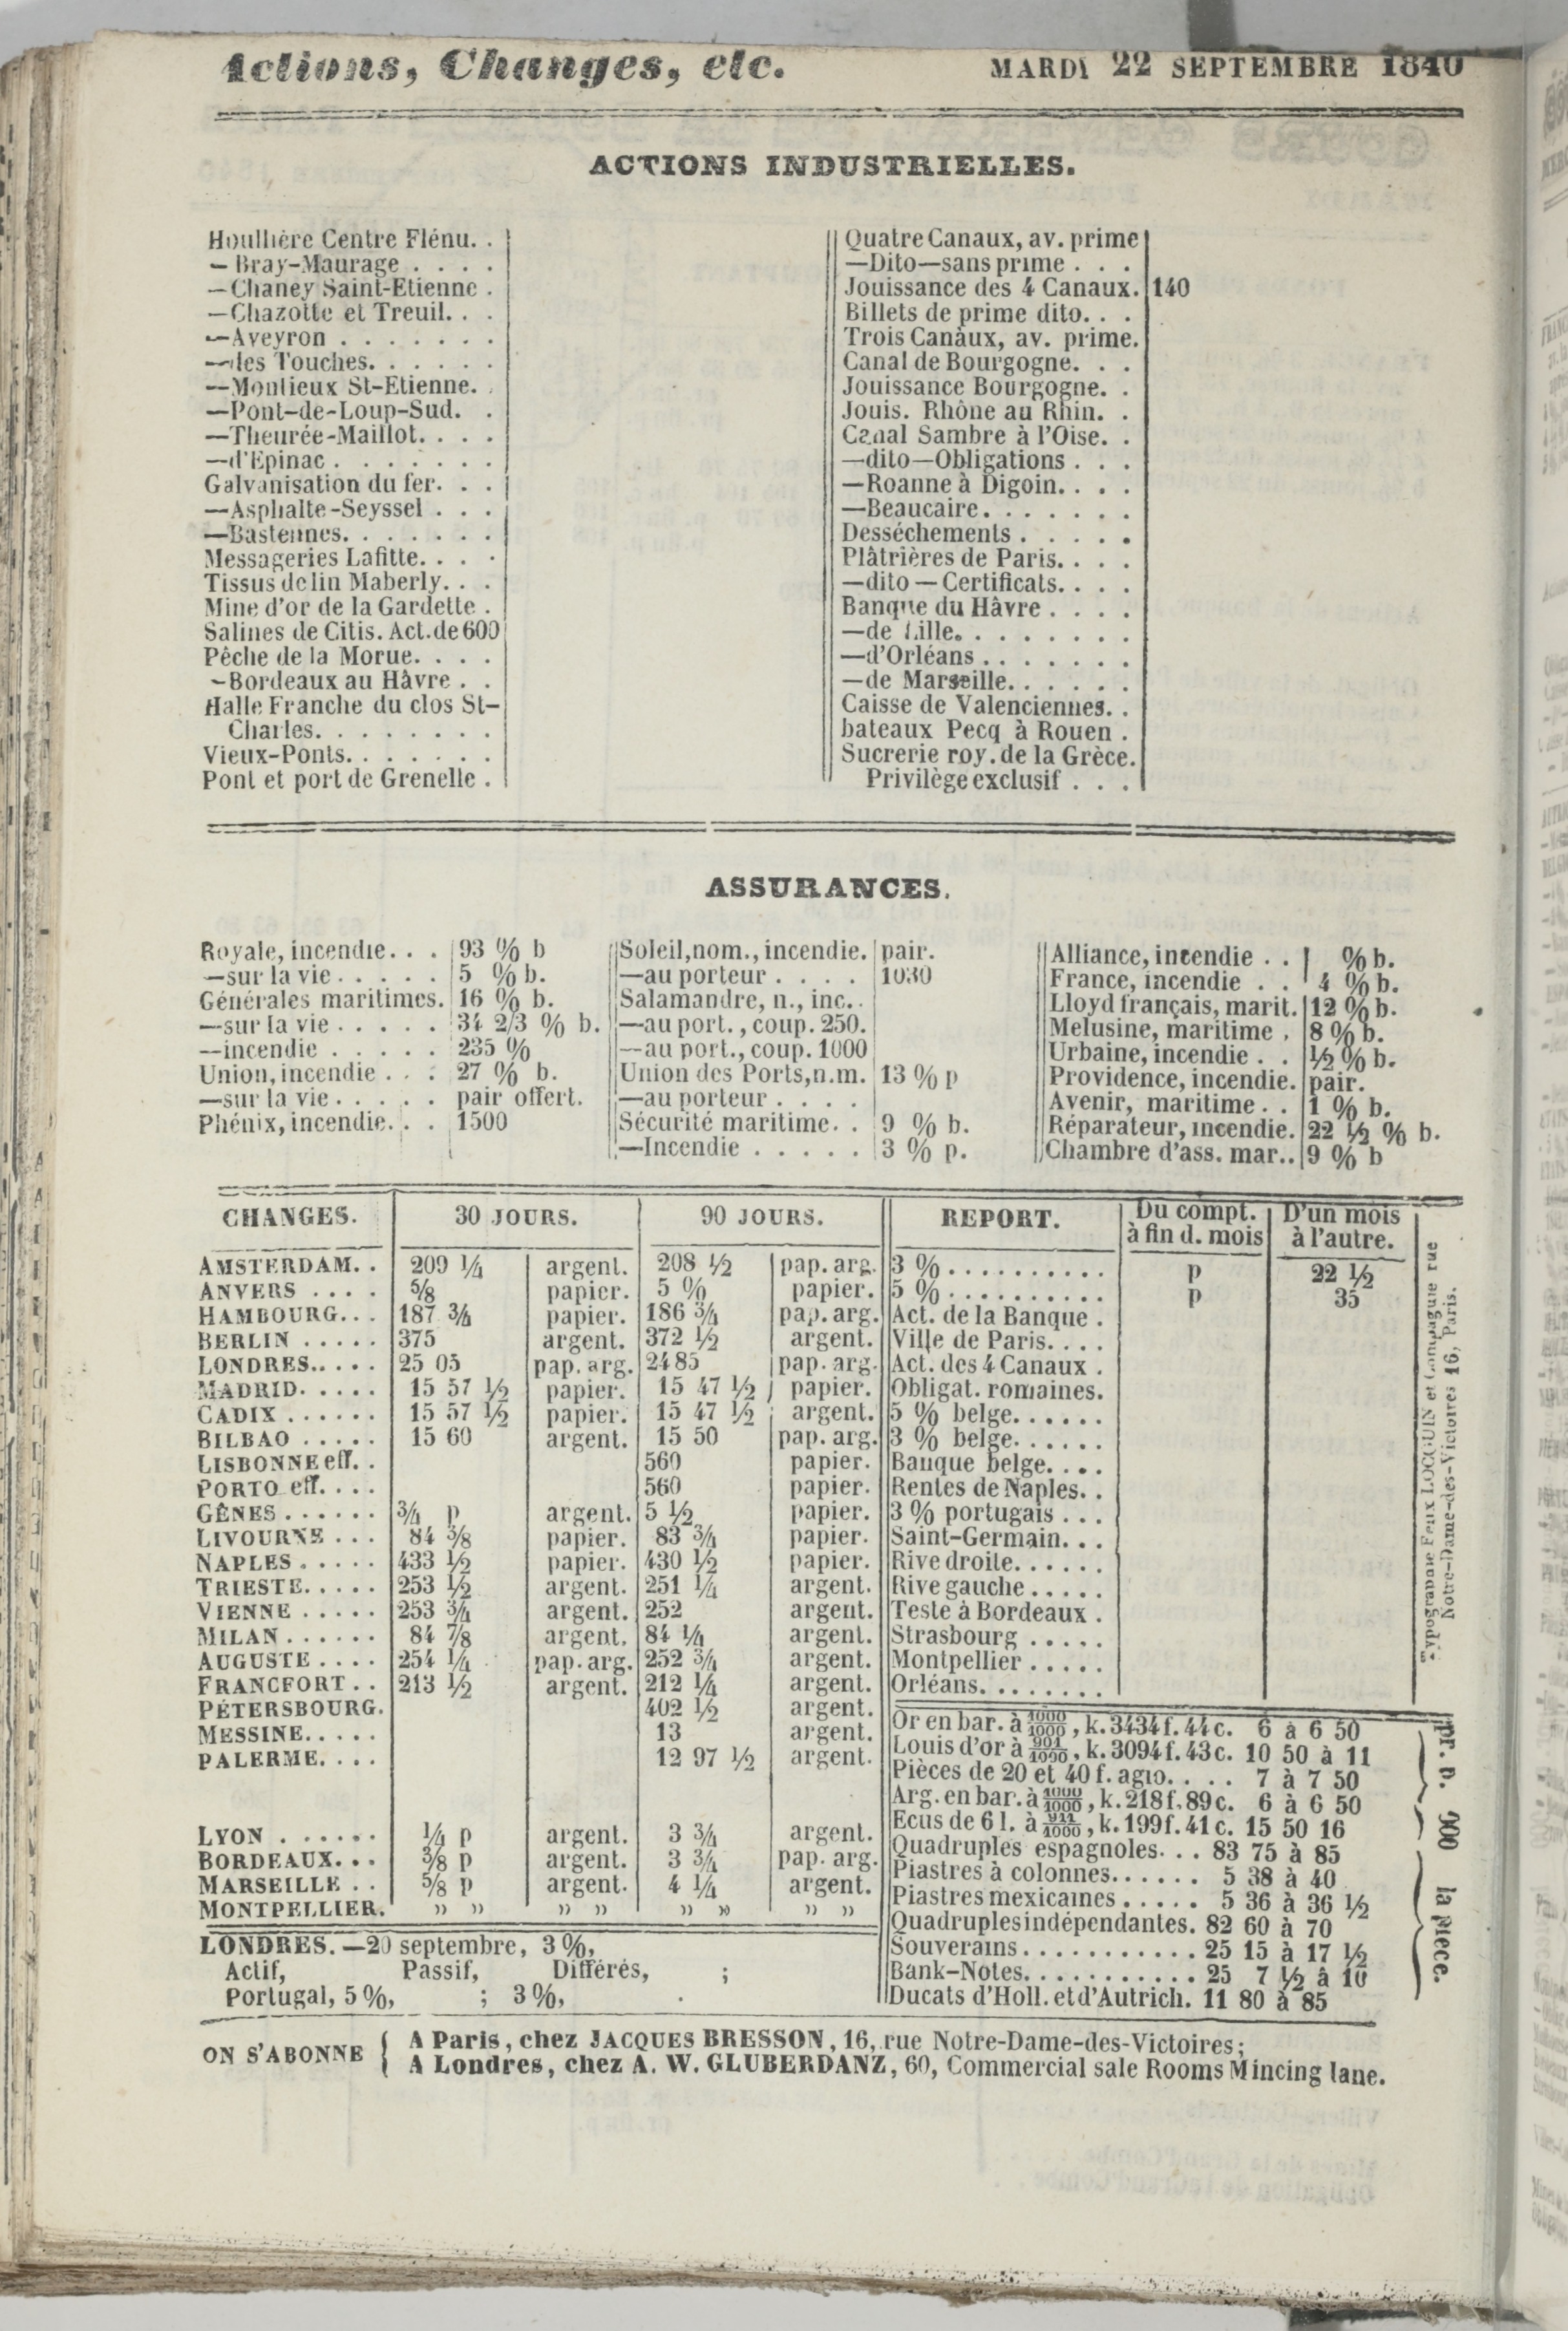 Actions, Changes, etc. MARDI 22 SEPTEMBRE 1840
ACTIONS INDUSTRIELLES.
Houllière Centre Flénu. .
— Bray-Maurage . . . .
—Chaney Saint-Etienne .
—Chazotte et Treuil. . .
—Aveyron . . . . . . .
—des Touches. . . . . .
—Montieux St-Etienne. .
—Pont-de-Loup-Sud. .
—Theurée-Maillot. . . .
—d'Epinac . . . . . . .
Galvanisation du fer. . .
—Asphalte-Seyssel . . .
—Bastennes. . . . . . .
Messageries Lafitte. . . .
Tissus de lin Maberly. . .
Mine d'or de la Gardette .
Salines de Citis. Act. de 600
Pêche de la Morue. . . .
—Bordeaux au Hâvre . .
Halle Franche du clos St-
Charles. . . . . . . .
Vieux-Ponts. . . . . . .
Pont et port de Grenelle .
Quatre Canaux, av. prime
—Dito—sans prime . . .
Jouissance des 4 Canaux. 140
Billets de prime dito. . .
Trois Canaux, av. prime.
Canal de Bourgogne. . .
Jouissance Bourgogne. .
Jouis. Rhône au Rhin. .
Canal Sambre à l'Oise. .
—dito—Obligations . . .
—Roanne à Digoin. . . .
—Beaucaire. . . . . . .
Desséchements . . . . .
Plâtrières de Paris. . . .
—dito — Certificats. . . .
Banque du Hâvre . . . .
—de Lille. . . . . . . .
—d'Orléans . . . . . . .
—de Marseille. . . . . .
Caisse de Valenciennes. .
bateaux Pecq à Rouen .
Sucrerie roy. de la Grèce.
Privilège exclusif . . .
ASSURANCES.
Royale, incendie. . . 93 % b
—sur la vie . . . . . 5 % b.
Générales maritimes. 16 % b.
—sur la vie . . . . . 34 2/3 % b.
—incendie . . . . . 235 %
Union, incendie . . . 27 % b.
—sur la vie . . . . . pair offert.
Phénix, incendie. . . 1500
Soleil, nom., incendie. pair.
—au porteur . . . . 1030
Salamandre, n., inc. .
—au port., coup. 250.
—au port., coup. 1000
Union des Ports, n.m. 13 % p
—au porteur . . . .
Sécurité maritime. . 9 % b.
—Incendie . . . . . 3 % p.
Alliance, incendie . . % b.
France, incendie . . 4 % b.
Lloyd français, marit. 12 % b.
Melusine, maritime . 8 % b.
Urbaine, incendie . . ½ % b.
Providence, incendie. pair.
Avenir, maritime . . 1 % b.
Réparateur, incendie. 22 ½ % b.
Chambre d'ass. mar. . 9 % b
CHANGES. 30 JOURS. 90 JOURS.
AMSTERDAM. . 209 ¼ argent. 208 ½ pap. arg.
ANVERS . . . . ⅝ papier. 5 % papier.
HAMBOURG. . . 187 ¾ papier. 186 ¾ pap. arg.
BERLIN . . . . . 375 argent. 372 ½ argent.
LONDRES. . . . . 25 05 pap. arg. 24 85 pap. arg.
MADRID. . . . . 15 57 ½ papier. 15 47 ½ papier.
CADIX . . . . . . 15 57 ½ papier. 15 47 ½ argent.
BILBAO . . . . . 15 60 argent. 15 50 pap. arg.
LISBONNE eff. . 560 papier.
PORTO eff. . . . 560 papier.
GÊNES . . . . . . ¾ p argent. 5 ½ papier.
LIVOURNE . . . 84 ⅜ papier. 83 ¾ papier.
NAPLES . . . . . 433 ½ papier. 430 ½ papier.
TRIESTE. . . . . 253 ½ argent. 251 ¼ argent.
VIENNE . . . . . 253 ¾ argent. 252 argent.
MILAN . . . . . . 84 ⅞ argent. 84 ¼ argent.
AUGUSTE . . . . 254 ¼ pap. arg. 252 ¾ argent.
FRANCFORT . . 213 ½ argent. 212 ¼ argent.
PÉTERSBOURG. 402 ½ argent.
MESSINE. . . . . 13 argent.
PALERME. . . . 12 97 ½ argent.
LYON . . . . . . ¼ p argent. 3 ¾ argent.
BORDEAUX. . . ⅜ p argent. 3 ¾ pap. arg.
MARSEILLE . . ⅝ p argent. 4 ¼ argent.
MONTPELLIER. » » » » » » » »
LONDRES. —20 septembre, 3 %,
Actif, Passif, Différés, ;
Portugal, 5 %, ; 3 %, .
REPORT. Du compt. à fin d. mois D'un mois à l'autre.
3 % . . . . . . . . . . p 22 ½
5 % . . . . . . . . . . p 35
Act. de la Banque .
Ville de Paris. . . .
Act. des 4 Canaux .
Obligat. romaines.
5 % belge. . . . . .
3 % belge. . . . . .
Banque belge. . . .
Rentes de Naples. .
3 % portugais . . .
Saint-Germain. . .
Rive droite. . . . . .
Rive gauche . . . . .
Teste à Bordeaux .
Strasbourg . . . . .
Montpellier . . . . .
Orléans. . . . . . . .
Or en bar. à 1000/1000, k. 3434 f. 44 c. 6 à 6 50
Louis d'or à 901/1000, k. 3094 f. 43 c. 10 50 à 11
Pièces de 20 et 40 f. agio. . . . 7 à 7 50
Arg. en bar. à 1000/1000, k. 218 f. 89 c. 6 à 6 50
Ecus de 6 l. à 911/1000, k. 199 f. 41 c. 15 50 16
Quadruples espagnoles. . . 83 75 à 85
Piastres à colonnes. . . . . . 5 38 à 40
Piastres mexicaines . . . . . 5 36 à 36 ½
Quadruples indépendantes. 82 60 à 70
Souverains . . . . . . . . . . . 25 15 à 17 ½
Bank-Notes. . . . . . . . . . . 25 7 ½ à 10
Ducats d'Holl. et d'Autrich. 11 80 à 85
pr. p. 900 la pièce.
Typographie Felix LOCQUIN et Compagnie rue
Notre-Dame-des-Victoires 16, Paris.
ON S'ABONNE { A Paris, chez JACQUES BRESSON, 16, rue Notre-Dame-des-Victoires;
A Londres, chez A. W. GLUBERDANZ, 60, Commercial sale Rooms Mincing lane.